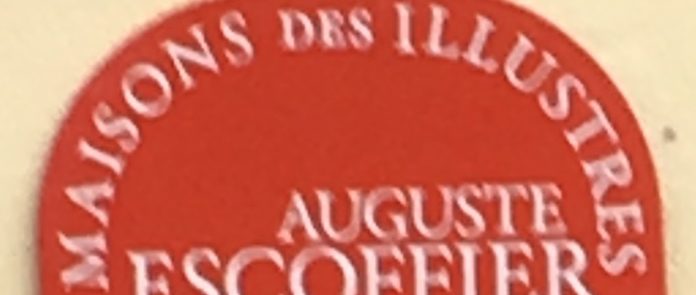 MAISONS DES ILLUSTRES
AUGUSTE
ESCOFFIER